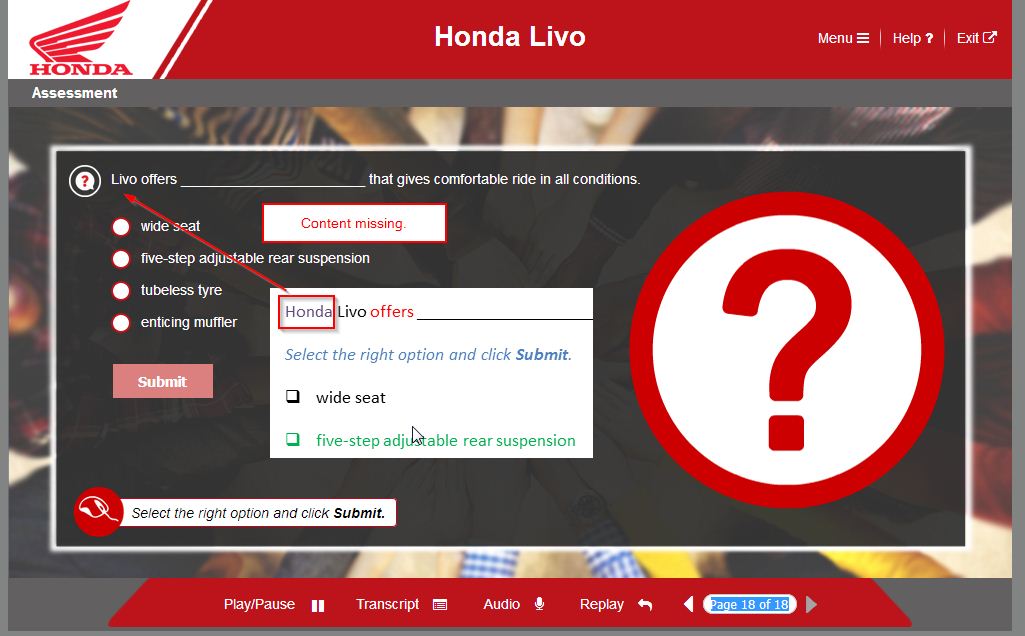 HONDA
Honda Livo
Menu
Help ?
Exit
Assessment
? Livo offers _______________________ that gives comfortable ride in all conditions.
wide seat
five-step adjustable rear suspension
tubeless tyre
enticing muffler
Submit
Content missing.
Honda Livo offers ______________________
Select the right option and click Submit.
wide seat
five-step adjustable rear suspension
?
Select the right option and click Submit.
Play/Pause
Transcript
Audio
Replay
Page 18 of 18